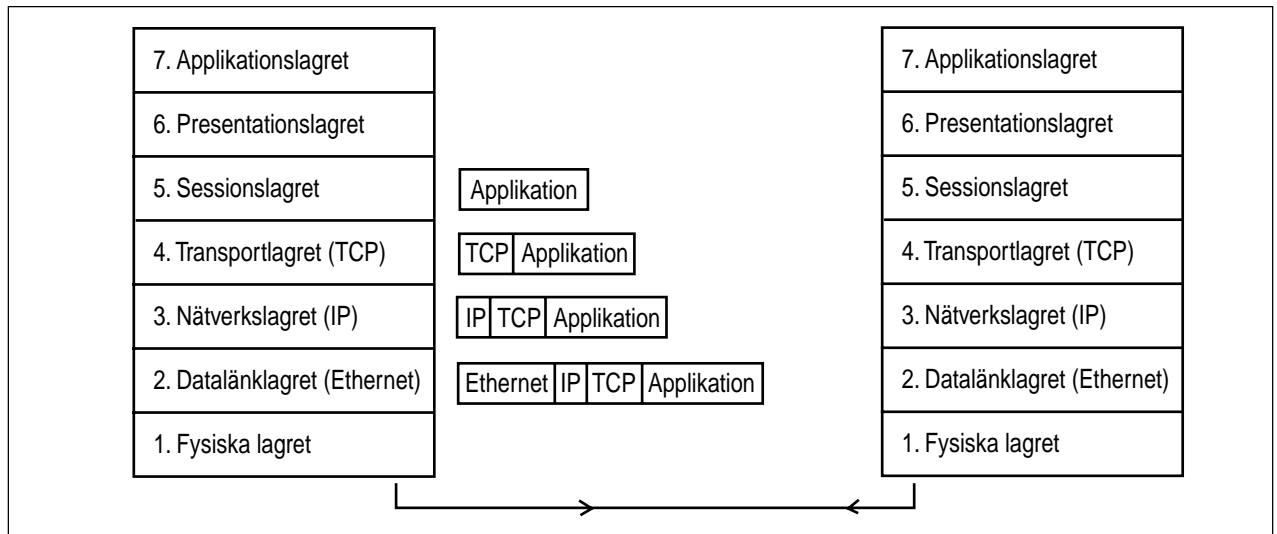 7. Applikationslagret
6. Presentationslagret
5. Sessionslagret
4. Transportlagret (TCP)
3. Nätverkslagret (IP)
2. Datalänklagret (Ethernet)
1. Fysiska lagret
Applikation
TCP Applikation
IP TCP Applikation
Ethernet IP TCP Applikation
7. Applikationslagret
6. Presentationslagret
5. Sessionslagret
4. Transportlagret (TCP)
3. Nätverkslagret (IP)
2. Datalänklagret (Ethernet)
1. Fysiska lagret